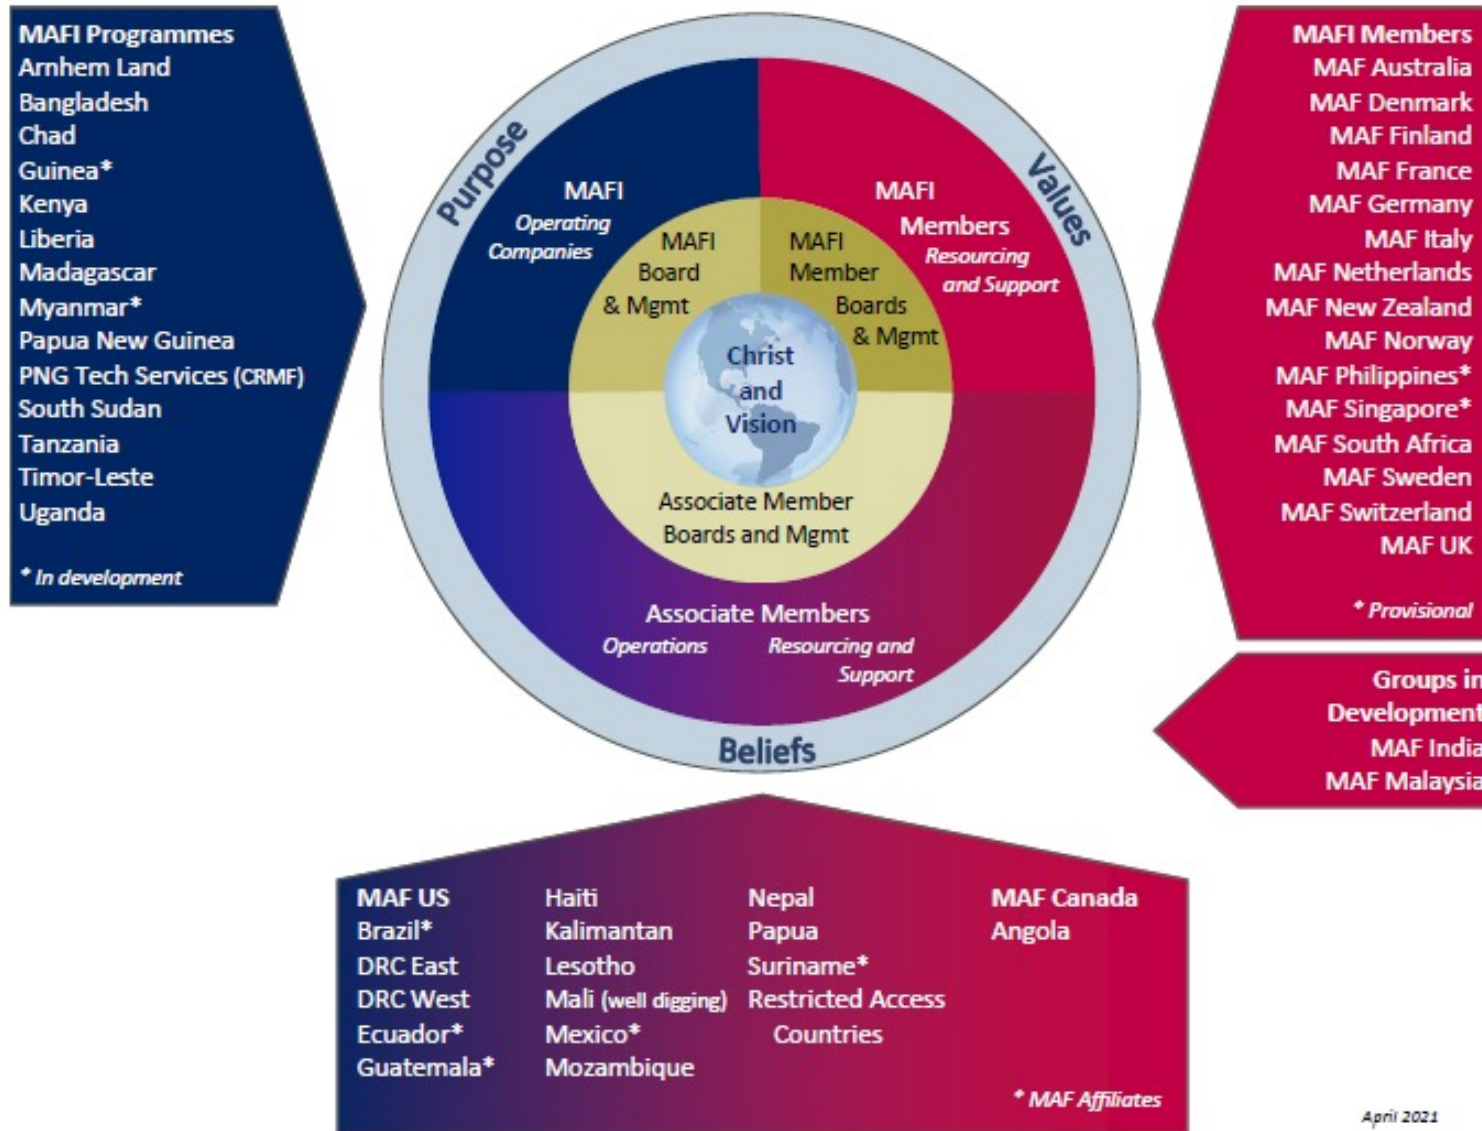 MAFI Programmes
Arnhem Land
Bangladesh
Chad
Guinea*
Kenya
Liberia
Madagascar
Myanmar*
Papua New Guinea
PNG Tech Services (CRMF)
South Sudan
Tanzania
Timor-Leste
Uganda
* In development
Purpose
Values
Beliefs
MAFI
Operating
Companies
MAFI
Members
Resourcing
and Support
MAFI
Board
& Mgmt
MAFI
Member
Boards
& Mgmt
Christ
and
Vision
Associate Member
Boards and Mgmt
Associate Members
Operations
Resourcing and
Support
MAFI Members
MAF Australia
MAF Denmark
MAF Finland
MAF France
MAF Germany
MAF Italy
MAF Netherlands
MAF New Zealand
MAF Norway
MAF Philippines*
MAF Singapore*
MAF South Africa
MAF Sweden
MAF Switzerland
MAF UK
* Provisional
Groups in
Development
MAF India
MAF Malaysia
MAF US
Brazil*
DRC East
DRC West
Ecuador*
Guatemala*
Haiti
Kalimantan
Lesotho
Mali (well digging)
Mexico*
Mozambique
Nepal
Papua
Suriname*
Restricted Access
Countries
MAF Canada
Angola
* MAF Affiliates
April 2021